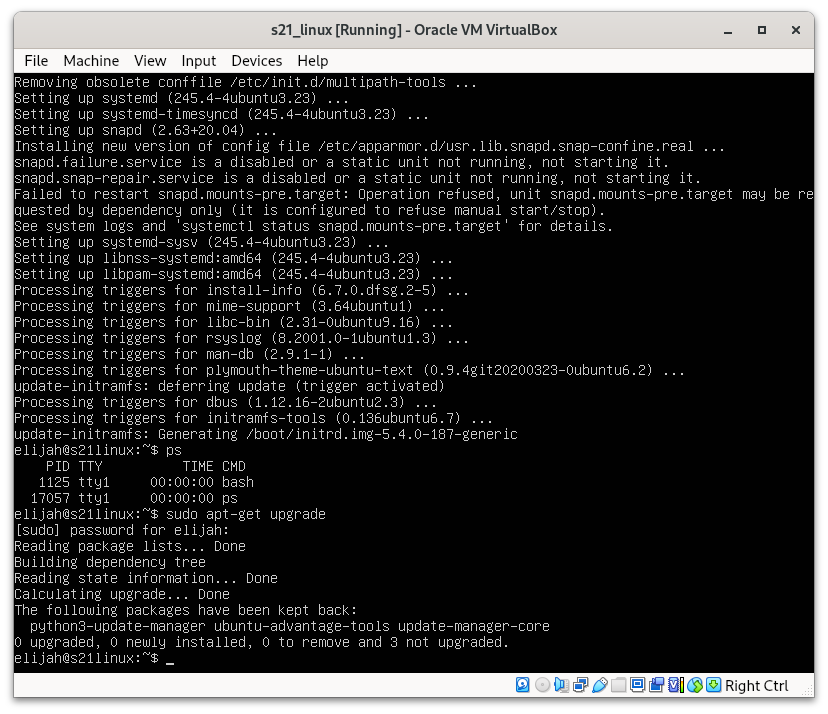 s21_linux [Running] - Oracle VM VirtualBox
File Machine View Input Devices Help
Removing obsolete conffile /etc/init.d/multipath-tools ...
Setting up systemd (245.4-4ubuntu3.23) ...
Setting up systemd-timesyncd (245.4-4ubuntu3.23) ...
Setting up snapd (2.63+20.04) ...
Installing new version of config file /etc/apparmor.d/usr.lib.snapd.snap-confine.real ...
snapd.failure.service is a disabled or a static unit not running, not starting it.
snapd.snap-repair.service is a disabled or a static unit not running, not starting it.
Failed to restart snapd.mounts-pre.target: Operation refused, unit snapd.mounts-pre.target may be re
quested by dependency only (it is configured to refuse manual start/stop).
See system logs and 'systemctl status snapd.mounts-pre.target' for details.
Setting up systemd-sysv (245.4-4ubuntu3.23) ...
Setting up libnss-systemd:amd64 (245.4-4ubuntu3.23) ...
Setting up libpam-systemd:amd64 (245.4-4ubuntu3.23) ...
Processing triggers for install-info (6.7.0.dfsg.2-5) ...
Processing triggers for mime-support (3.64ubuntu1) ...
Processing triggers for libc-bin (2.31-0ubuntu9.16) ...
Processing triggers for rsyslog (8.2001.0-1ubuntu1.3) ...
Processing triggers for man-db (2.9.1-1) ...
Processing triggers for plymouth-theme-ubuntu-text (0.9.4git20200323-0ubuntu6.2) ...
update-initramfs: deferring update (trigger activated)
Processing triggers for dbus (1.12.16-2ubuntu2.3) ...
Processing triggers for initramfs-tools (0.136ubuntu6.7) ...
update-initramfs: Generating /boot/initrd.img-5.4.0-187-generic
elijah@s21linux:~$ ps
    PID TTY          TIME CMD
   1125 tty1     00:00:00 bash
  17057 tty1     00:00:00 ps
elijah@s21linux:~$ sudo apt-get upgrade
[sudo] password for elijah:
Reading package lists... Done
Building dependency tree
Reading state information... Done
Calculating upgrade... Done
The following packages have been kept back:
  python3-update-manager ubuntu-advantage-tools update-manager-core
0 upgraded, 0 newly installed, 0 to remove and 3 not upgraded.
elijah@s21linux:~$ _
Right Ctrl